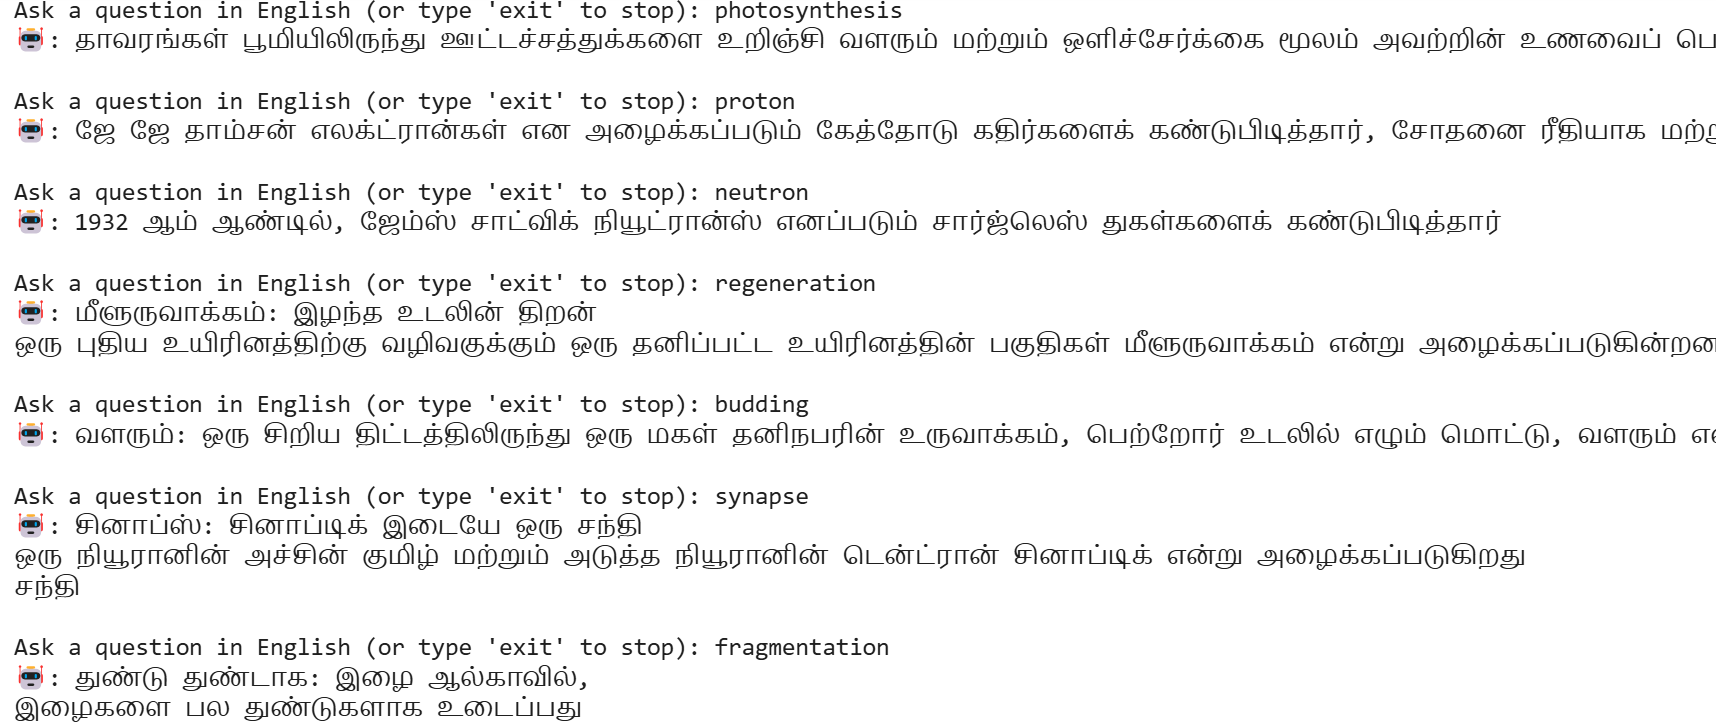 Ask a question in English (or type 'exit' to stop): photosynthesis
🤖: தாவரங்கள் பூமியிலிருந்து ஊட்டச்சத்துக்களை உறிஞ்சி வளரும் மற்றும் ஒளிச்சேர்க்கை மூலம் அவற்றின் உணவைப்
Ask a question in English (or type 'exit' to stop): proton
🤖: ஜே ஜே தாம்சன் எலக்ட்ரான்கள் என அழைக்கப்படும் கேத்தோடு கதிர்களைக் கண்டுபிடித்தார், சோதனை ரீதியாக
Ask a question in English (or type 'exit' to stop): neutron
🤖: 1932 ஆம் ஆண்டில், ஜேம்ஸ் சாட்விக் நியூட்ரான்ஸ் எனப்படும் சார்ஜ்லெஸ் துகள்களைக் கண்டுபிடித்தார்
Ask a question in English (or type 'exit' to stop): regeneration
🤖: மீளுருவாக்கம்: இழந்த உடலின் திறன்
ஒரு புதிய உயிரினத்திற்கு வழிவகுக்கும் ஒரு தனிப்பட்ட உயிரினத்தின் பகுதிகள் மீளுருவாக்கம் என்று அழைக்கப்படுகின்றன
Ask a question in English (or type 'exit' to stop): budding
🤖: வளரும்: ஒரு சிறிய திட்டத்திலிருந்து ஒரு மகள் தனிநபரின் உருவாக்கம், பெற்றோர் உடலில் எழும் மொட்டு, வளரும்
Ask a question in English (or type 'exit' to stop): synapse
🤖: சினாப்ஸ்: சினாப்டிக் இடையே ஒரு சந்தி
ஒரு நியூரானின் அச்சின் குமிழ் மற்றும் அடுத்த நியூரானின் டென்ட்ரான் சினாப்டிக் என்று அழைக்கப்படுகிறது
சந்தி
Ask a question in English (or type 'exit' to stop): fragmentation
🤖: துண்டு துண்டாக: இழை ஆல்காவில்,
இழைகளை பல துண்டுகளாக உடைப்பது